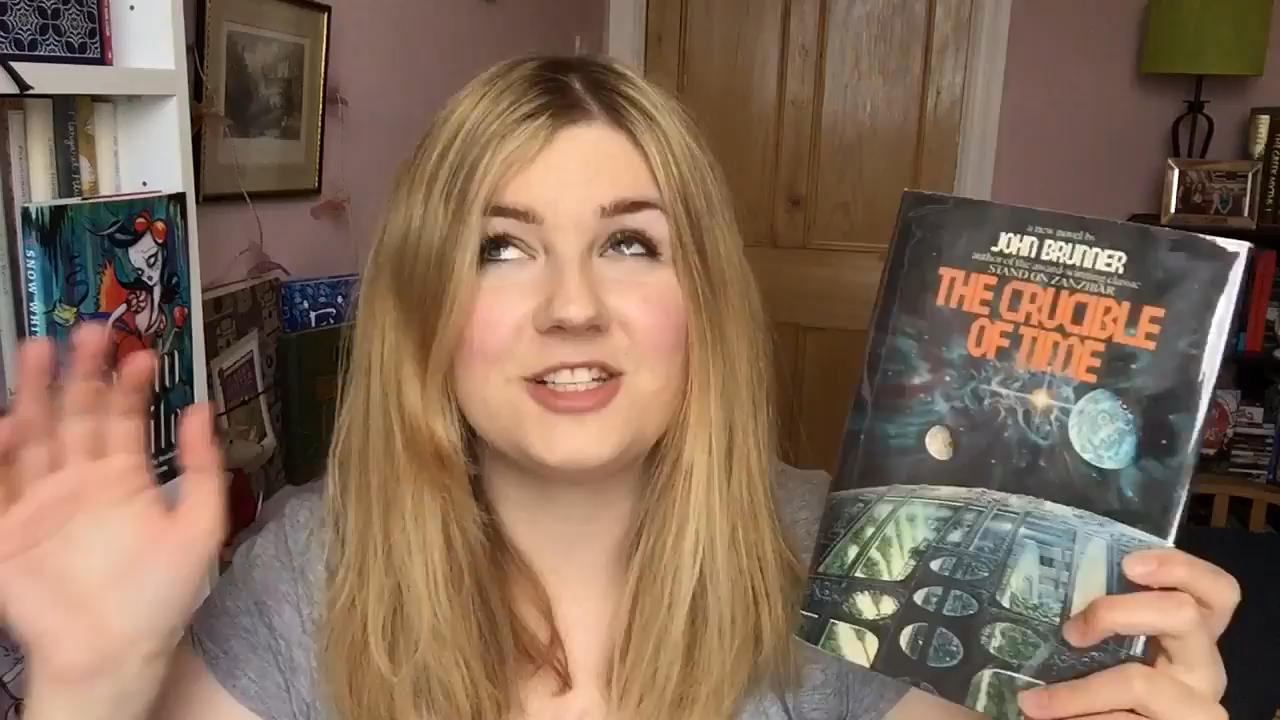 SNOW WHI
a new novel by
JOHN BRUNNER
author of the award-winning classic
STAND ON ZANZIBAR
THE CRUCIBLE
OF TIME